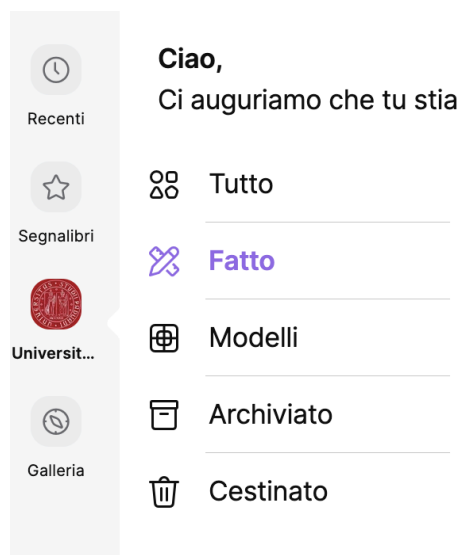 Recenti
Segnalibri
Universit...
Galleria
Ciao,
Ci auguriamo che tu stia
Tutto
Fatto
Modelli
Archiviato
Cestinato